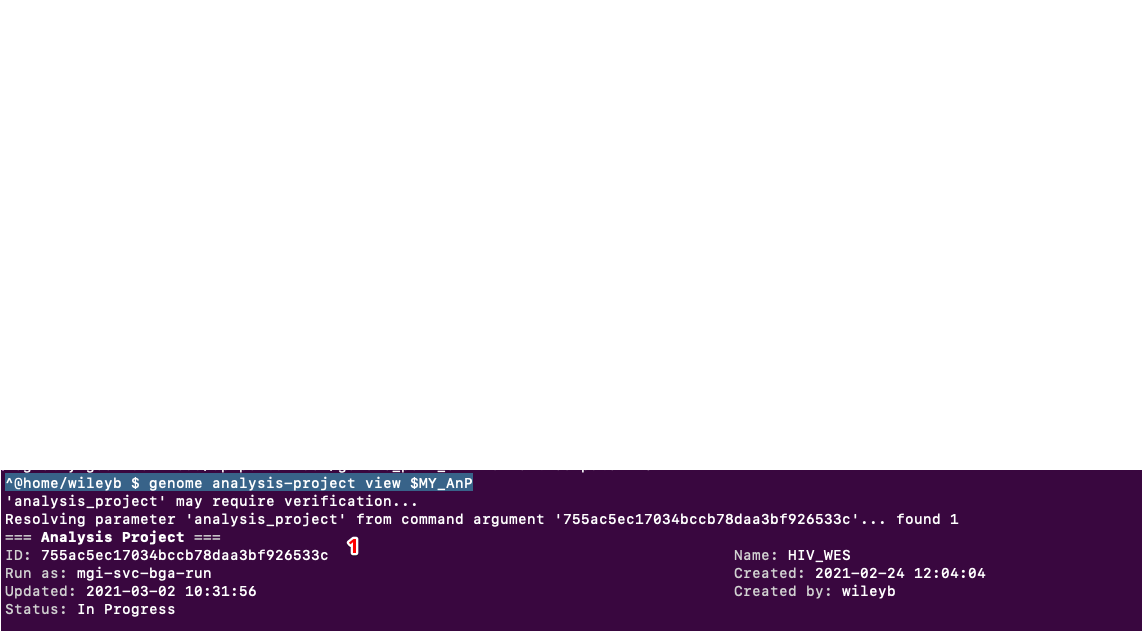 ^@home/wileyb $ genome analysis-project view $MY_AnP
'analysis_project' may require verification...
Resolving parameter 'analysis_project' from command argument '755ac5ec17034bccb78daa3bf926533c'... found 1
=== Analysis Project ===
1
ID: 755ac5ec17034bccb78daa3bf926533c Name: HIV_WES
Run as: mgi-svc-bga-run Created: 2021-02-24 12:04:04
Updated: 2021-03-02 10:31:56 Created by: wileyb
Status: In Progress